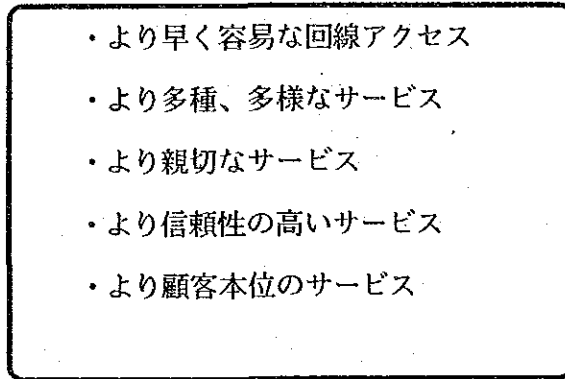 ・より早く容易な回線アクセス
・より多種、多様なサービス
・より親切なサービス
・より信頼性の高いサービス
・より顧客本位のサービス